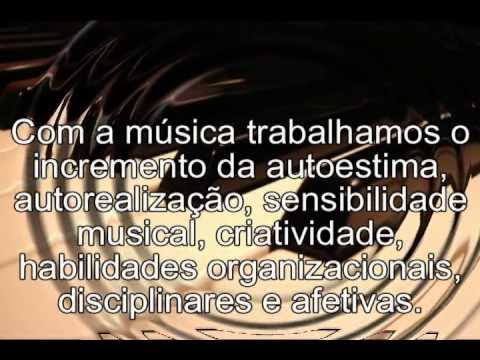 Com a música trabalhamos o
incremento da autoestima,
autorealização, sensibilidade
musical, criatividade,
habilidades organizacionais,
disciplinares e afetivas.